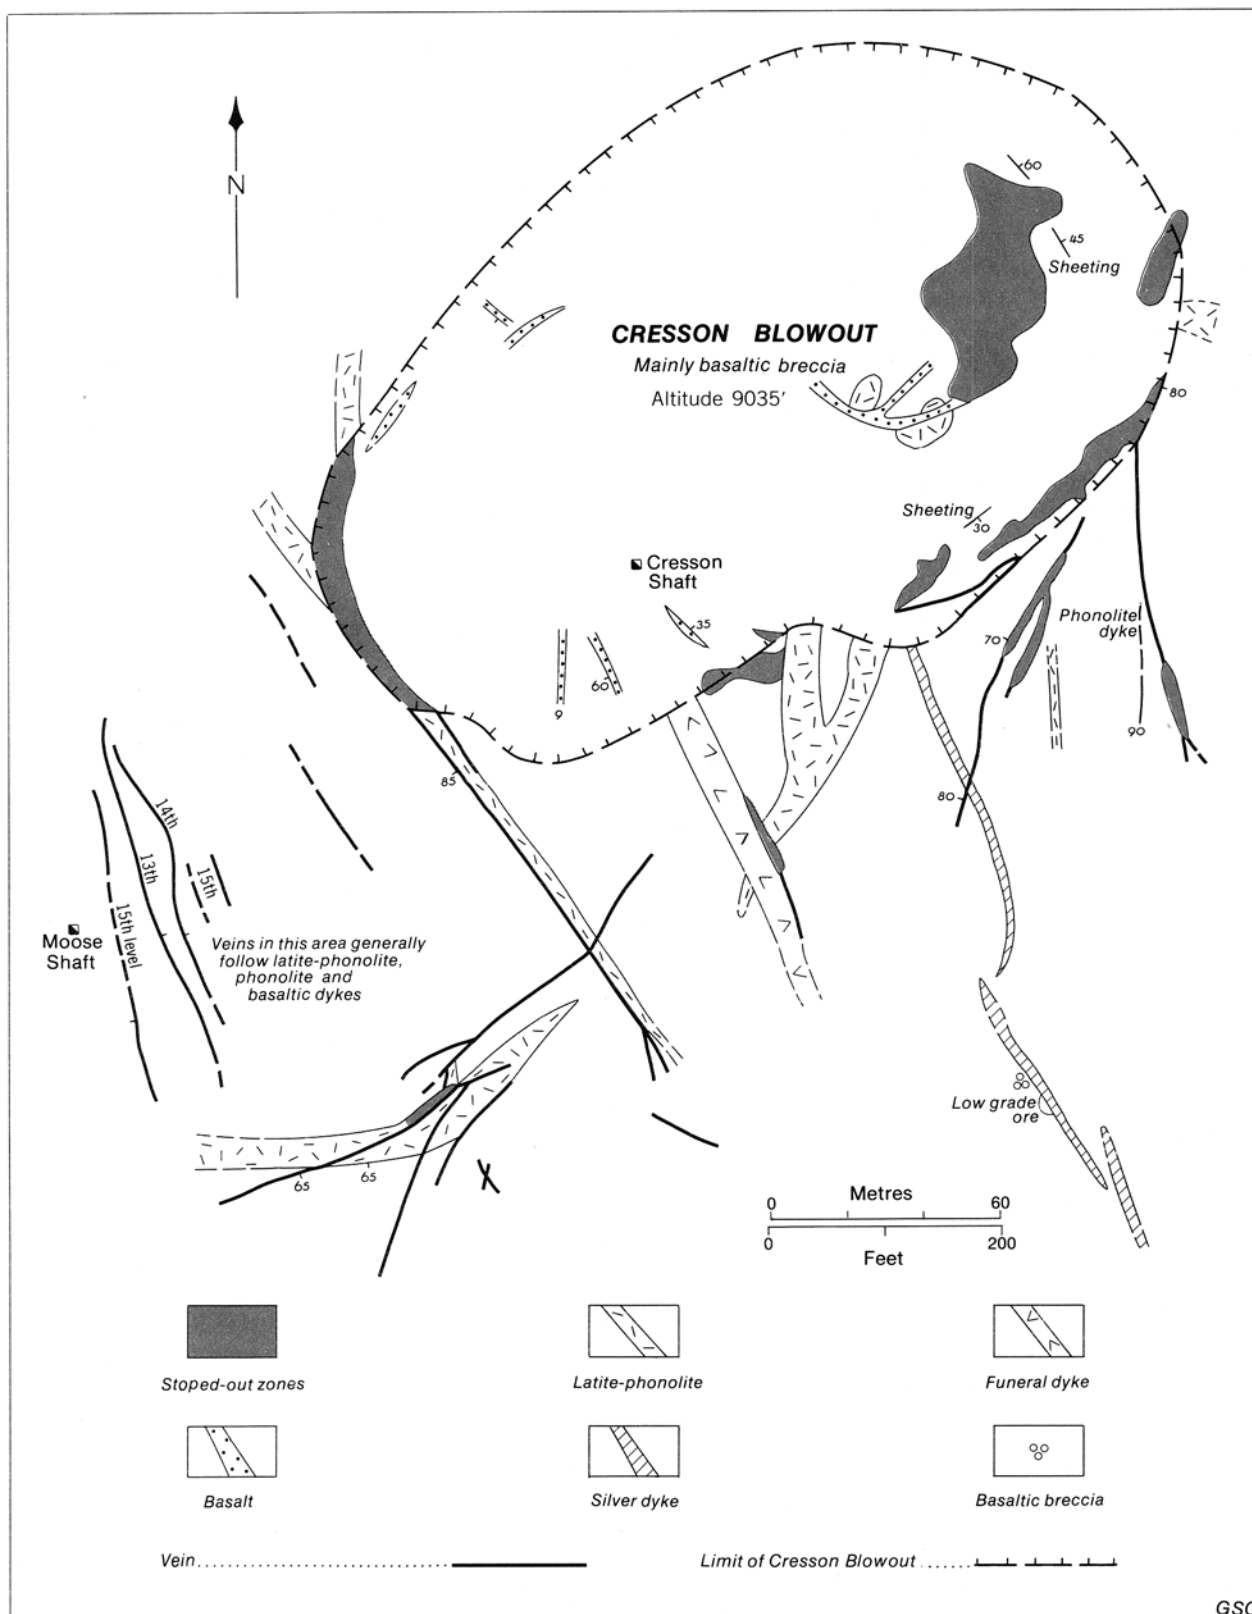 N
60
45
Sheeting
CRESSON BLOWOUT
Mainly basaltic breccia
Altitude 9035'
80
Sheeting
30
Cresson
Shaft
35
Phonolite
dyke
70
60
9
90
85
80
14th
13th
15th
15th level
Moose
Shaft
Veins in this area generally
follow latite-phonolite,
phonolite and
basaltic dykes
Low grade
ore
65
65
Metres
0 60
0 200
Feet
Stoped-out zones
Latite-phonolite
Funeral dyke
Basalt
Silver dyke
Basaltic breccia
Vein
Limit of Cresson Blowout
GSC